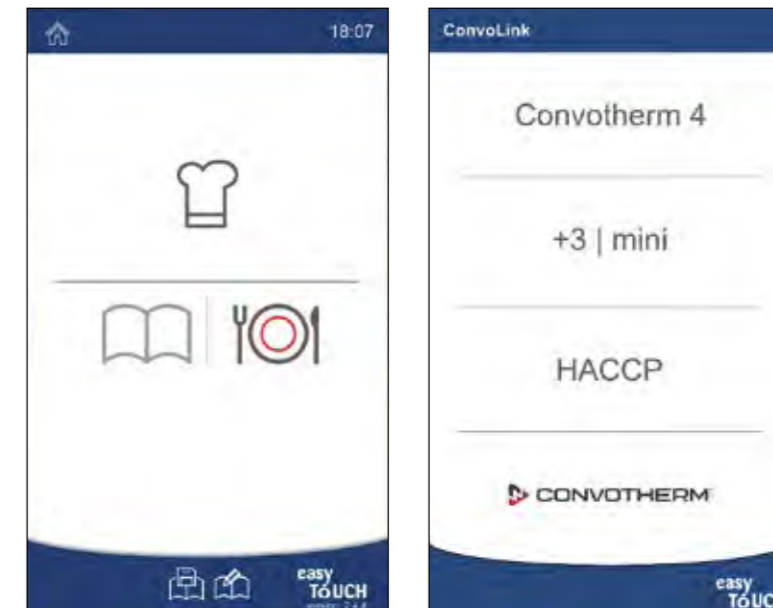 18:07
easy
TOUCH
ConvoLink
Convotherm 4
+3 | mini
HACCP
CONVOTHERM
easy
TOUC